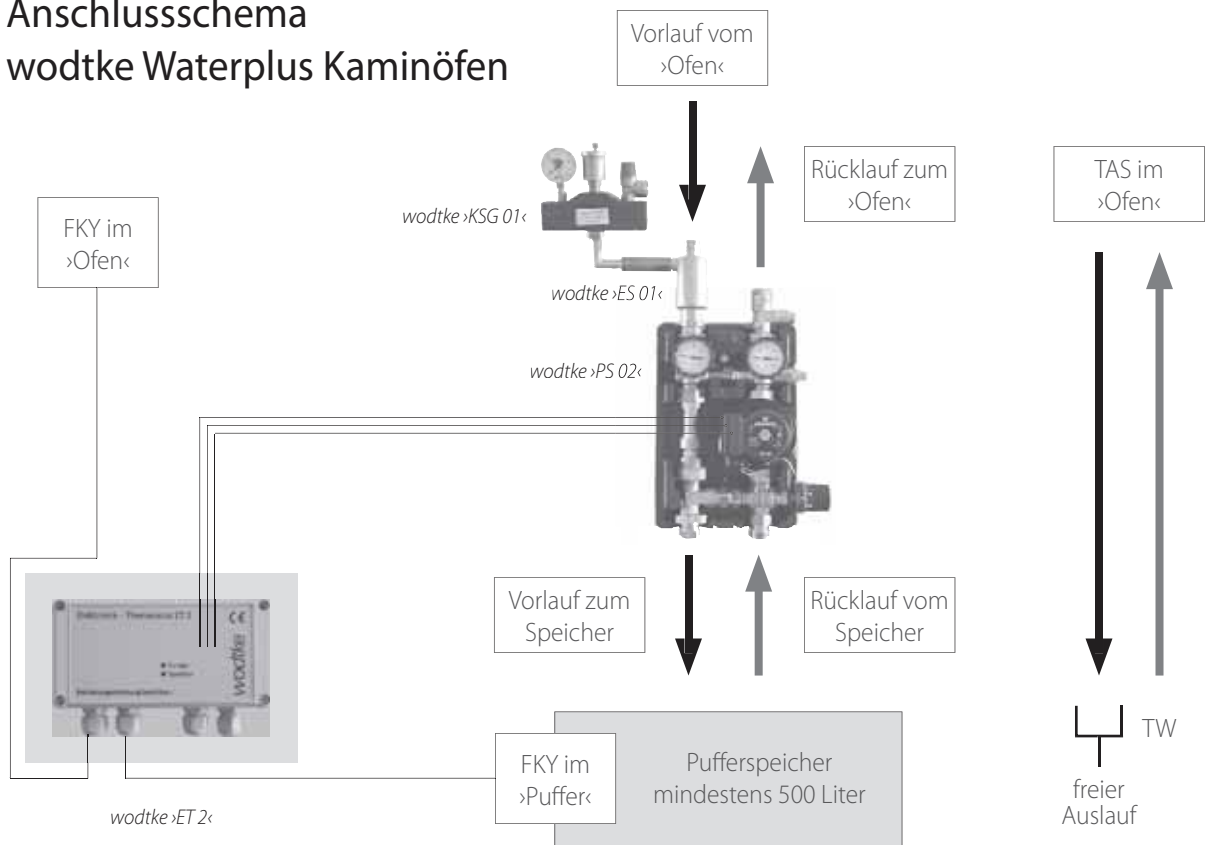 Anschlussschema
wodtke Waterplus Kaminöfen
Vorlauf vom
›Ofen‹
Rücklauf zum
›Ofen‹
TAS im
›Ofen‹
FKY im
›Ofen‹
wodtke ›KSG 01‹
wodtke ›ES 01‹
wodtke ›PS 02‹
Vorlauf zum
Speicher
Rücklauf vom
Speicher
CE
wodtke
FKY im
›Puffer‹
Pufferspeicher
mindestens 500 Liter
TW
freier
Auslauf
wodtke ›ET 2‹